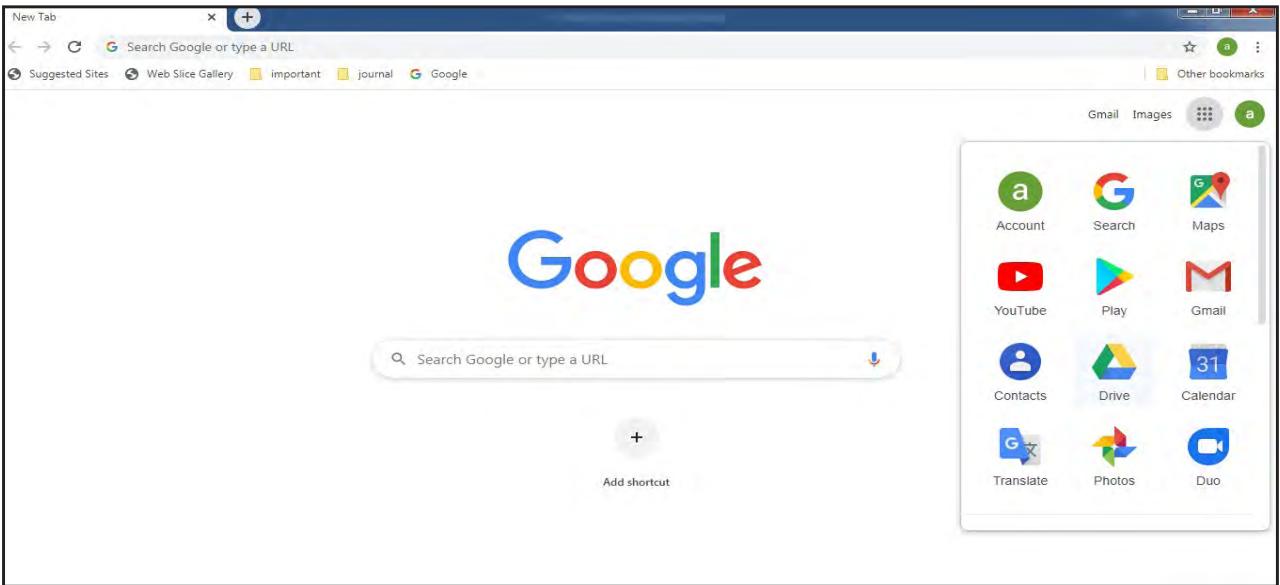 New Tab
Search Google or type a URL
a
Suggested Sites Web Slice Gallery important journal Google Other bookmarks
Gmail Images a
a G
Account Search Maps
YouTube Play Gmail
31
Contacts Drive Calendar
G 文
Translate Photos Duo
Google
Search Google or type a URL
Add shortcut